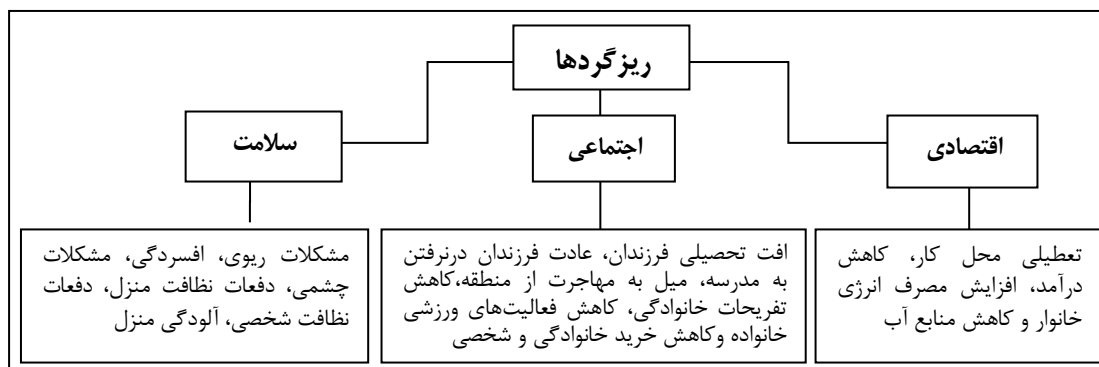 ریزگردها
اقتصادی
اجتماعی
سلامت
تعطیلی محل کار، کاهش
درآمد، افزایش مصرف انرژی
خانوار و کاهش منابع آب
افت تحصیلی فرزندان، عادت فرزندان درنرفتن
به مدرسه، میل به مهاجرت از منطقه،کاهش
تفریحات خانوادگی، کاهش فعالیت‌های ورزشی
خانواده وکاهش خرید خانوادگی و شخصی
مشکلات ریوی، افسردگی، مشکلات
چشمی، دفعات نظافت منزل، دفعات
نظافت شخصی، آلودگی منزل